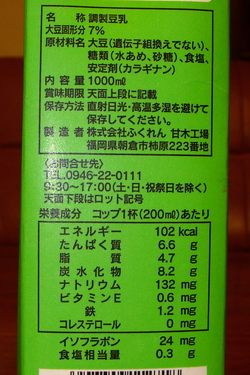 名　　称 調製豆乳
大豆固形分 7%
原材料名 大豆(遺伝子組換えでない)、
糖類(水あめ、砂糖)、食塩、
安定剤(カラギナン)
内 容 量 1000mℓ
賞味期限 天面上段に記載
保存方法 直射日光・高温多湿を避けて
保存してください。
製 造 者 株式会社ふくれん 甘木工場
福岡県朝倉市柿原223番地
〈お問合せ先〉
TEL.0946-22-0111
9:30～17:00(土・日・祝祭日を除く)
天面下段はロット記号
栄養成分 コップ1杯(200mℓ)あたり
エネルギー 102 kcal
たんぱく質 6.6 g
脂質 4.7 g
炭水化物 8.2 g
ナトリウム 132 mg
ビタミンE 0.6 mg
鉄 1.2 mg
コレステロール 0 mg
イソフラボン 24 mg
食塩相当量 0.3 g